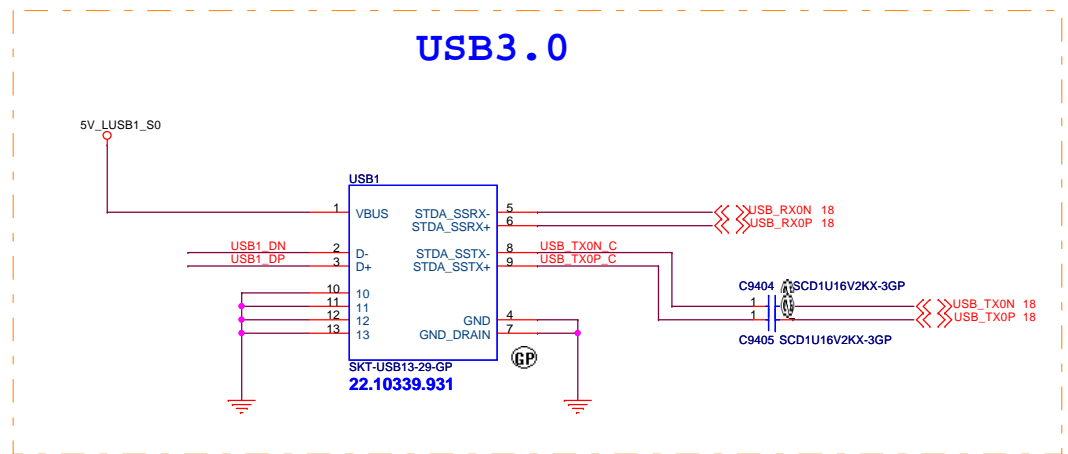 USB3.0
5V_LUSB1_S0
USB1
1 VBUS STDA_SSRX- 5 USB_RX0N 18
STDA_SSRX+ 6 USB_RX0P 18
USB1_DN 2 D- STDA_SSTX- 8 USB_TX0N_C
USB1_DP 3 D+ STDA_SSTX+ 9 USB_TX0P_C
C9404 SCD1U16V2KX-3GP
10 10
11 11
12 12 GND 4
13 13 GND_DRAIN 7
1 USB_TX0N 18
1 USB_TX0P 18
C9405 SCD1U16V2KX-3GP
GP
SKT-USB13-29-GP
22.10339.931